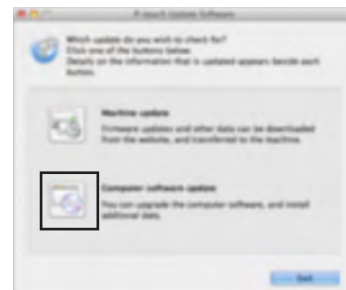 P-touch Update Software
Which update do you wish to check for?
Click one of the buttons below.
Details on the information that is updated appears beside each
button.
Machine update
Firmware updates and other data can be downloaded
from the website, and transferred to the machine.
Computer software update
You can upgrade the computer software, and install
additional data.
Exit